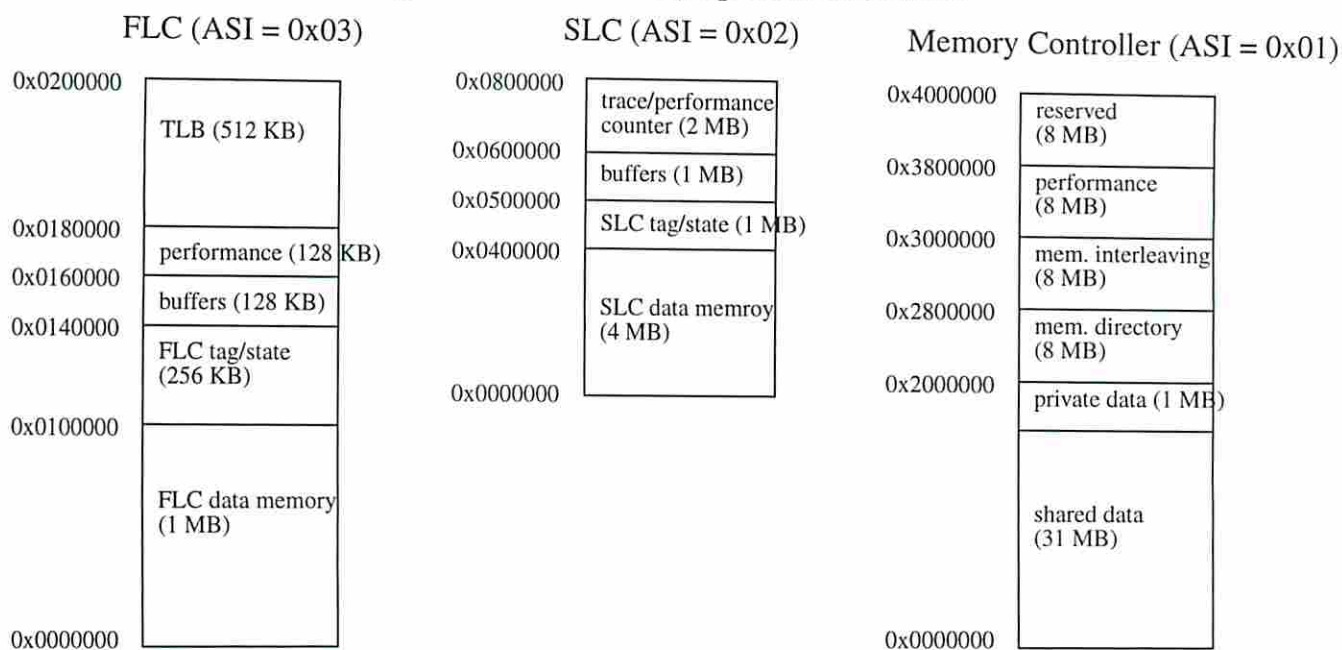 FLC (ASI = 0x03)
0x0200000
TLB (512 KB)
0x0180000
performance (128 KB)
0x0160000
buffers (128 KB)
0x0140000
FLC tag/state
(256 KB)
0x0100000
FLC data memory
(1 MB)
0x0000000
SLC (ASI = 0x02)
0x0800000
trace/performance
counter (2 MB)
0x0600000
buffers (1 MB)
0x0500000
SLC tag/state (1 MB)
0x0400000
SLC data memroy
(4 MB)
0x0000000
Memory Controller (ASI = 0x01)
0x4000000
reserved
(8 MB)
0x3800000
performance
(8 MB)
0x3000000
mem. interleaving
(8 MB)
0x2800000
mem. directory
(8 MB)
0x2000000
private data (1 MB)
shared data
(31 MB)
0x0000000